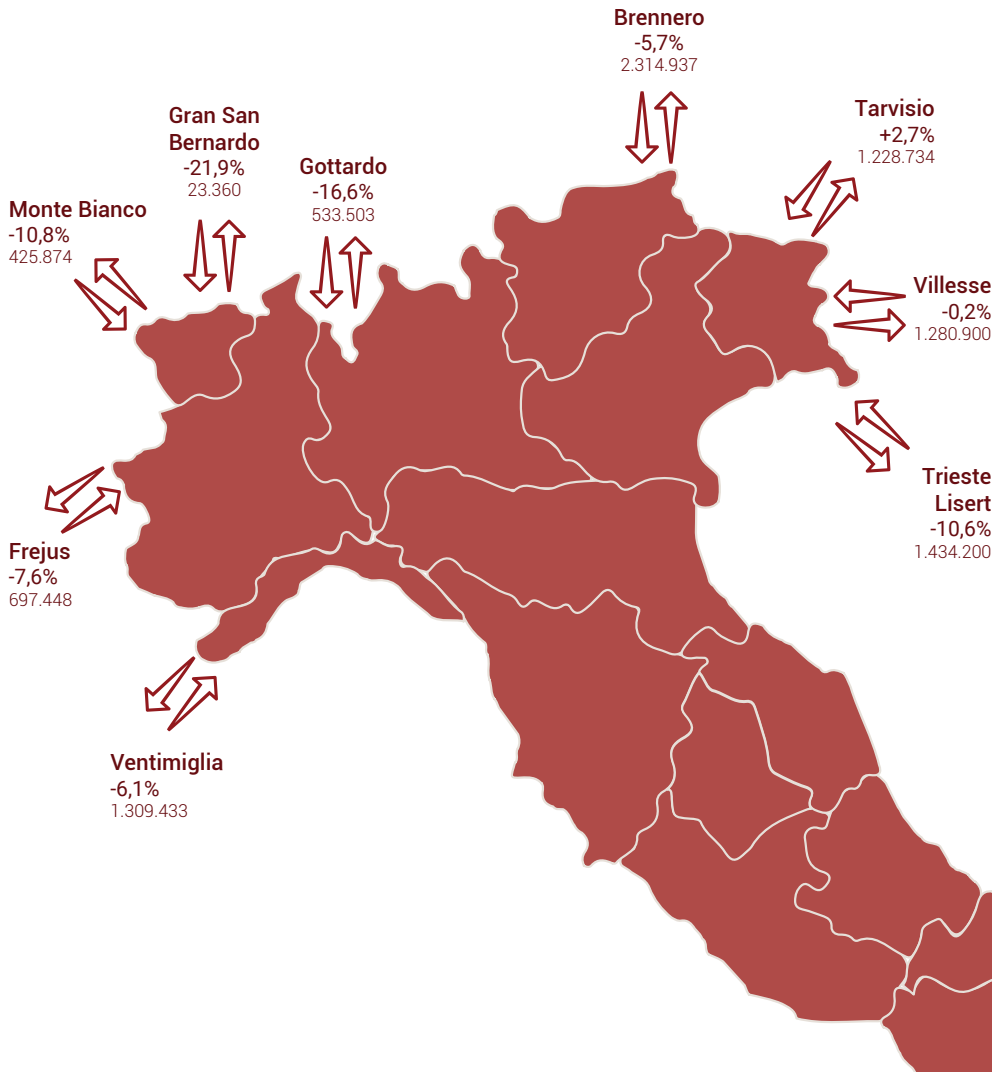 Brennero
-5,7%
2.314.937
Gran San
Bernardo
-21,9%
23.360
Gottardo
-16,6%
533.503
Tarvisio
+2,7%
1.228.734
Monte Bianco
-10,8%
425.874
Villesse
-0,2%
1.280.900
Trieste
Lisert
-10,6%
1.434.200
Frejus
-7,6%
697.448
Ventimiglia
-6,1%
1.309.433